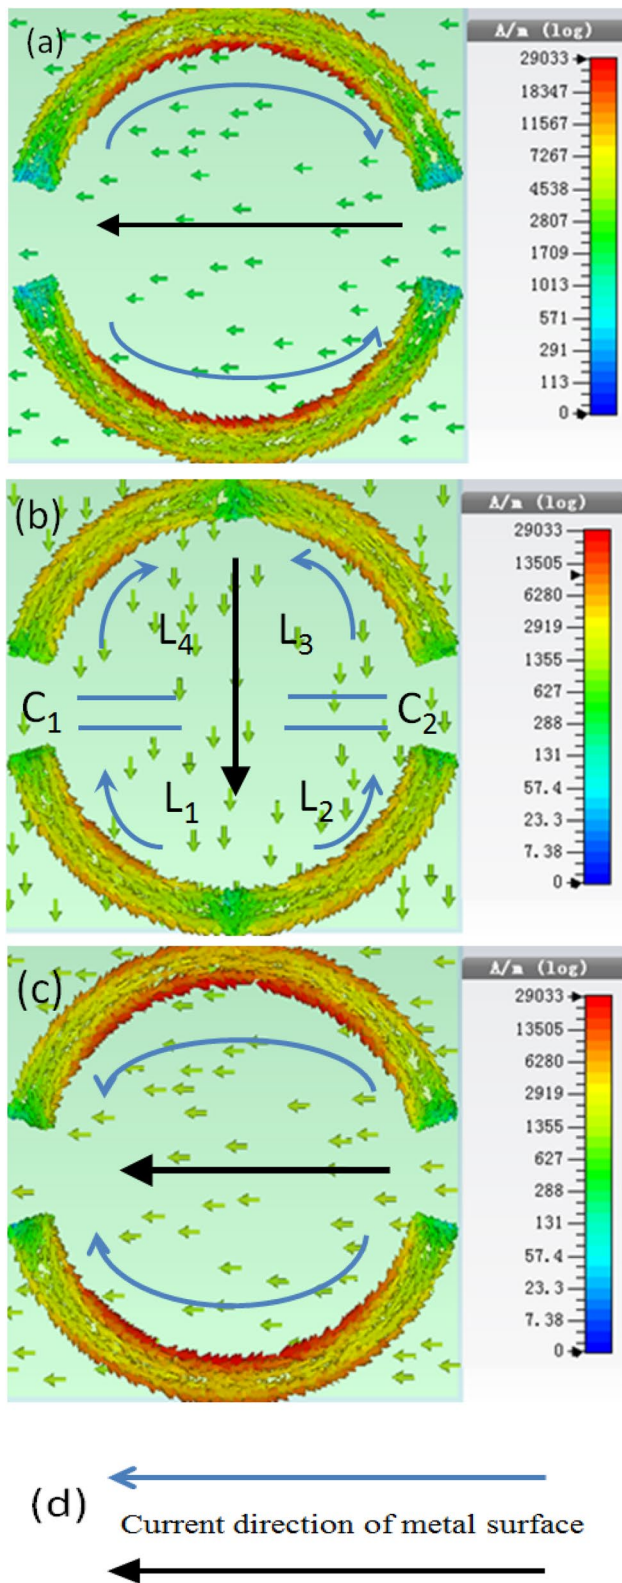 (a)
A/m (log)
29033
18347
11567
7267
4538
2807
1709
1013
571
291
113
0
(b)
A/m (log)
29033
13505
6280
2919
1355
627
288
131
57.4
23.3
7.38
0
L4
L3
C1
C2
L1
L2
(c)
A/m (log)
29033
13505
6280
2919
1355
627
288
131
57.4
23.3
7.38
0
(d)
Current direction of metal surface